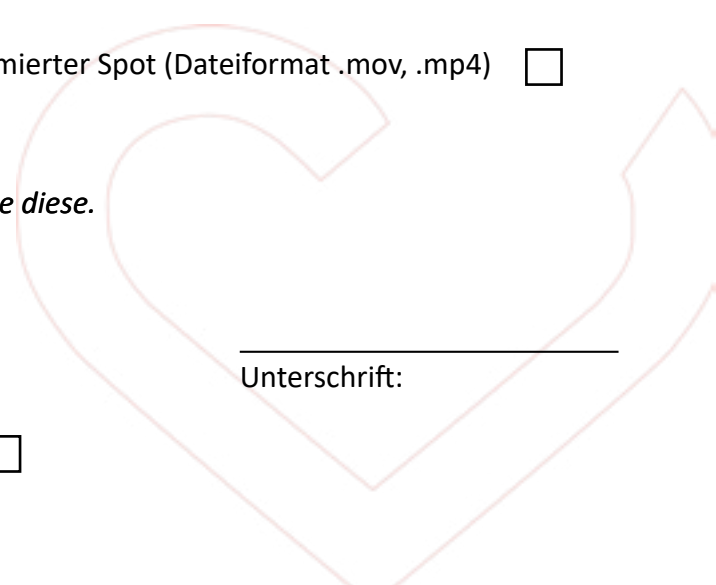 mierter Spot (Dateiformat .mov, .mp4)
e diese.
Unterschrift: